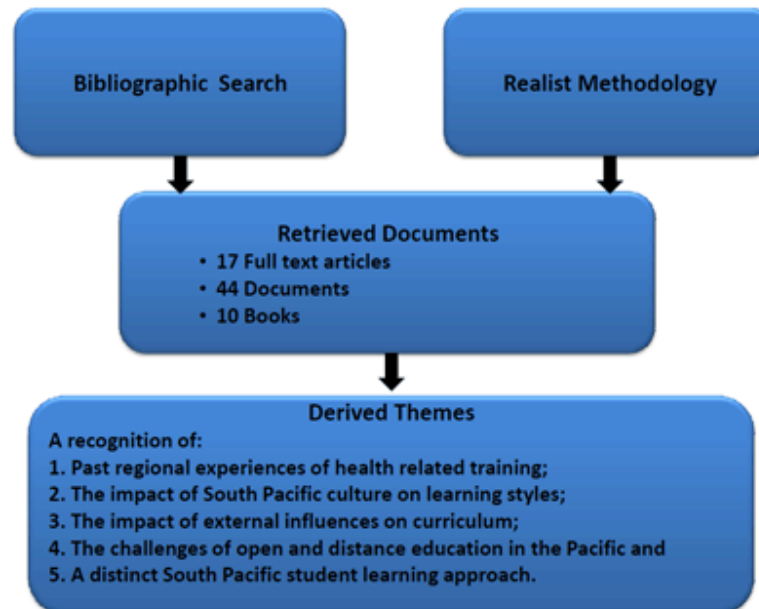 Bibliographic Search
Realist Methodology
Retrieved Documents
• 17 Full text articles
• 44 Documents
• 10 Books
Derived Themes
A recognition of:
1. Past regional experiences of health related training;
2. The impact of South Pacific culture on learning styles;
3. The impact of external influences on curriculum;
4. The challenges of open and distance education in the Pacific and
5. A distinct South Pacific student learning approach.